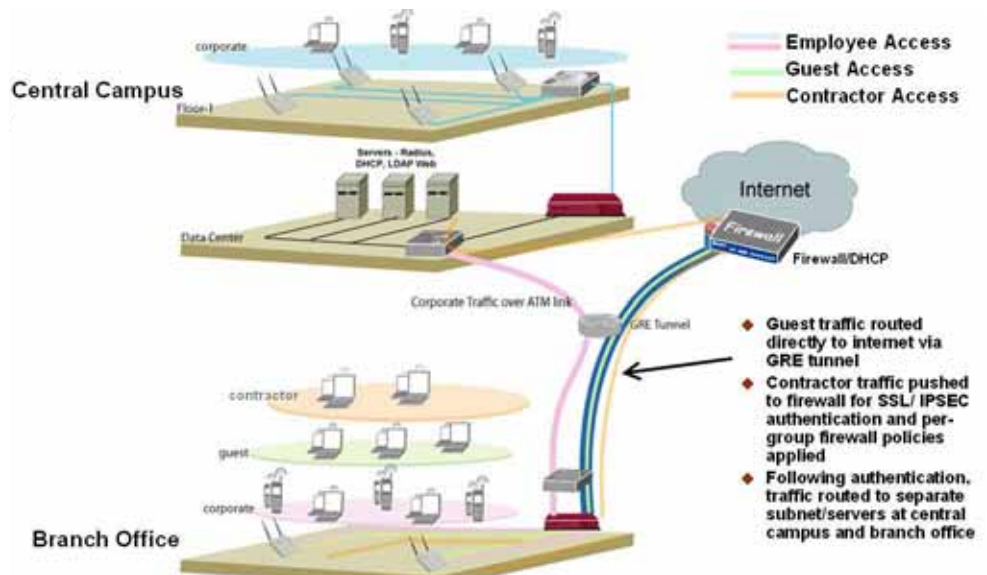 corporate
Employee Access
Guest Access
Contractor Access
Central Campus
Floor-1
Servers - Radius,
DHCP, LDAP Web
Internet
Firewall
Data Center
Firewall/DHCP
Corporate Traffic over ATM link
GRE Tunnel
Guest traffic routed
directly to internet via
GRE tunnel
Contractor traffic pushed
to firewall for SSL/ IPSEC
authentication and per-
group firewall policies
applied
Following authentication,
traffic routed to separate
subnet/servers at central
campus and branch office
contractor
guest
corporate
Branch Office